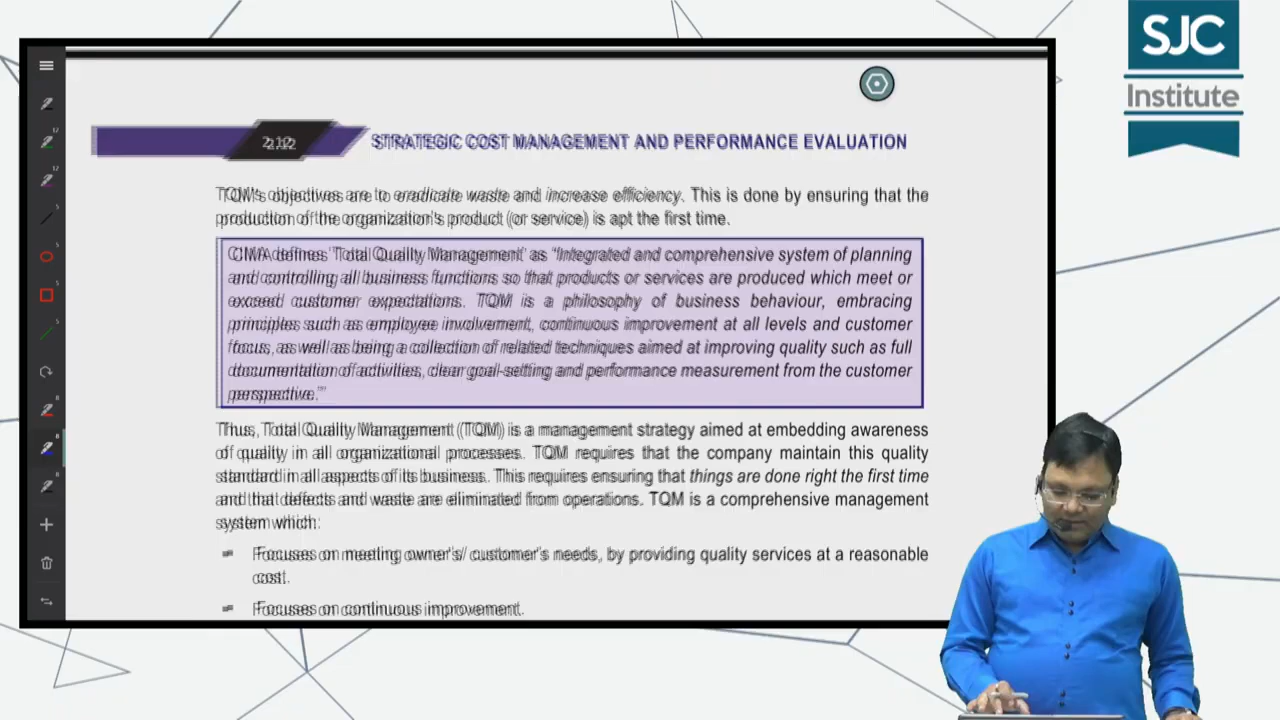 SJC
Institute
2.12 STRATEGIC COST MANAGEMENT AND PERFORMANCE EVALUATION
TQM's objectives are to eradicate waste and increase efficiency. This is done by ensuring that the
production of the organization's product (or service) is apt the first time.
CIMA defines 'Total Quality Management' as “Integrated and comprehensive system of planning
and controlling all business functions so that products or services are produced which meet or
exceed customer expectations. TQM is a philosophy of business behaviour, embracing
principles such as employee involvement, continuous improvement at all levels and customer
focus, as well as being a collection of related techniques aimed at improving quality such as full
documentation of activities, clear goal-setting and performance measurement from the customer
perspective.”
Thus, Total Quality Management (TQM) is a management strategy aimed at embedding awareness
of quality in all organizational processes. TQM requires that the company maintain this quality
standard in all aspects of its business. This requires ensuring that things are done right the first time
and that defects and waste are eliminated from operations. TQM is a comprehensive management
system which:
Focuses on meeting owner's/ customer's needs, by providing quality services at a reasonable
cost.
Focuses on continuous improvement.